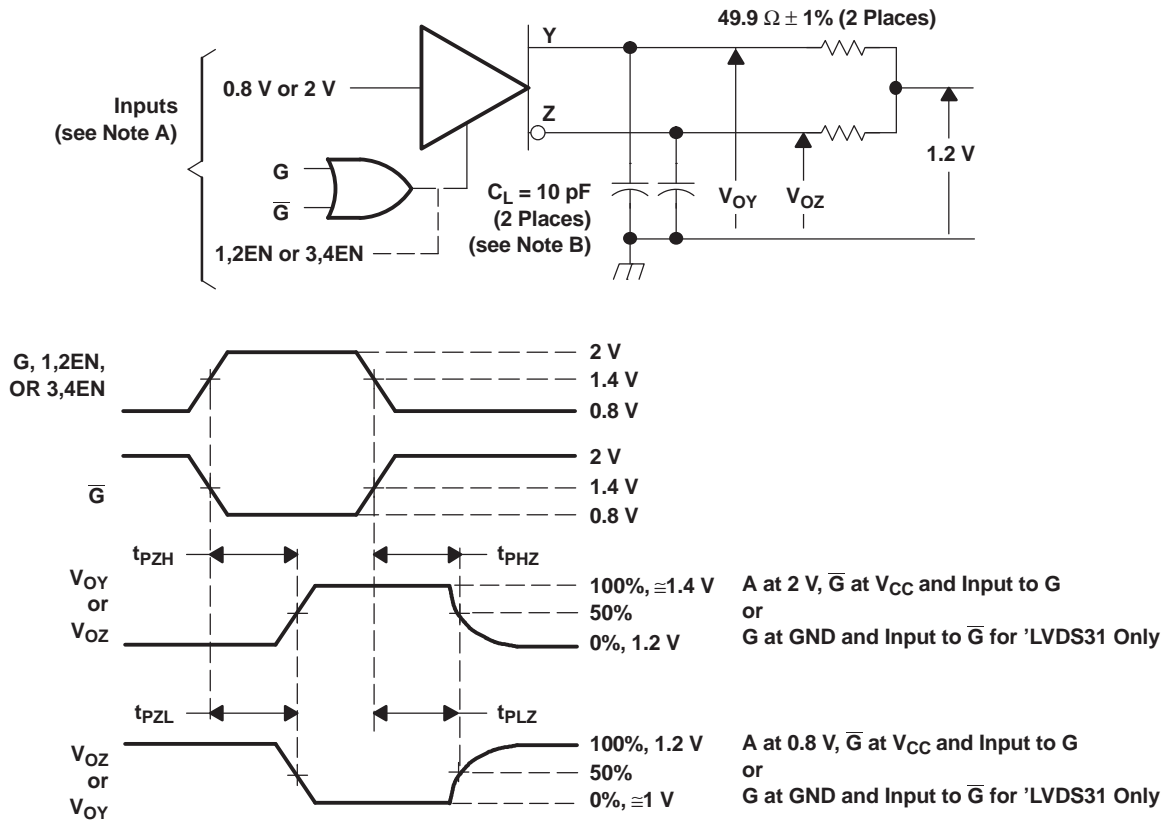 49.9 Ω ± 1% (2 Places)
Y
0.8 V or 2 V
Inputs
(see Note A)
Z
1.2 V
G
G̅
V_OY
V_OZ
C_L = 10 pF
(2 Places)
(see Note B)
1,2EN or 3,4EN
G, 1,2EN,
OR 3,4EN
2 V
1.4 V
0.8 V
G̅
2 V
1.4 V
0.8 V
t_PZH
t_PHZ
V_OY
or
V_OZ
100%, ≅1.4 V
50%
0%, 1.2 V
A at 2 V, G̅ at V_CC and Input to G
or
G at GND and Input to G̅ for 'LVDS31 Only
t_PZL
t_PLZ
V_OZ
or
V_OY
100%, 1.2 V
50%
0%, ≅1 V
A at 0.8 V, G̅ at V_CC and Input to G
or
G at GND and Input to G̅ for 'LVDS31 Only